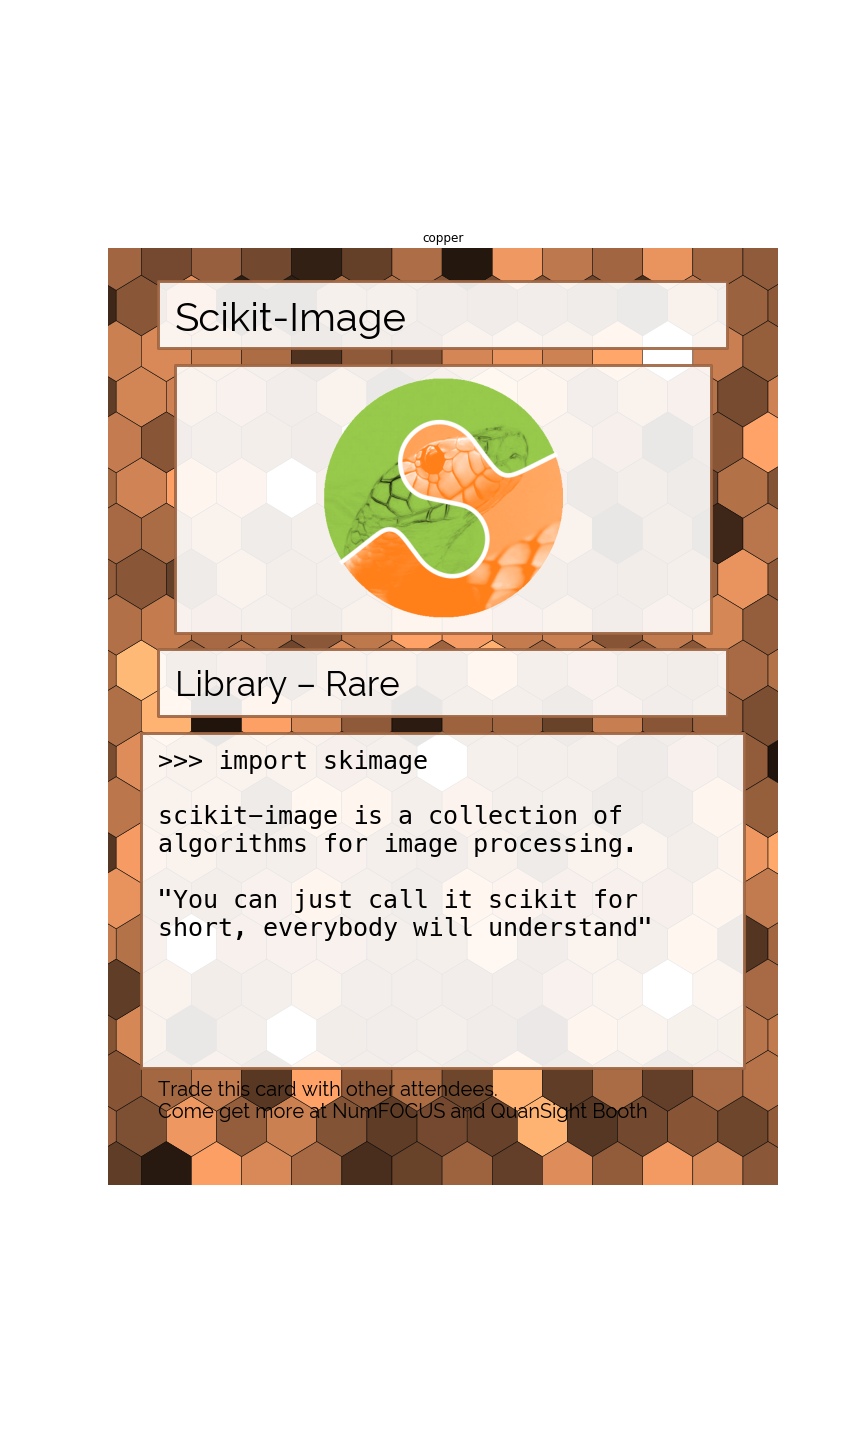 copper
Scikit-Image
Library – Rare
>>> import skimage
scikit−image is a collection of
algorithms for image processing.
"You can just call it scikit for
short, everybody will understand"
Trade this card with other attendees.
Come get more at NumFOCUS and QuanSight Booth